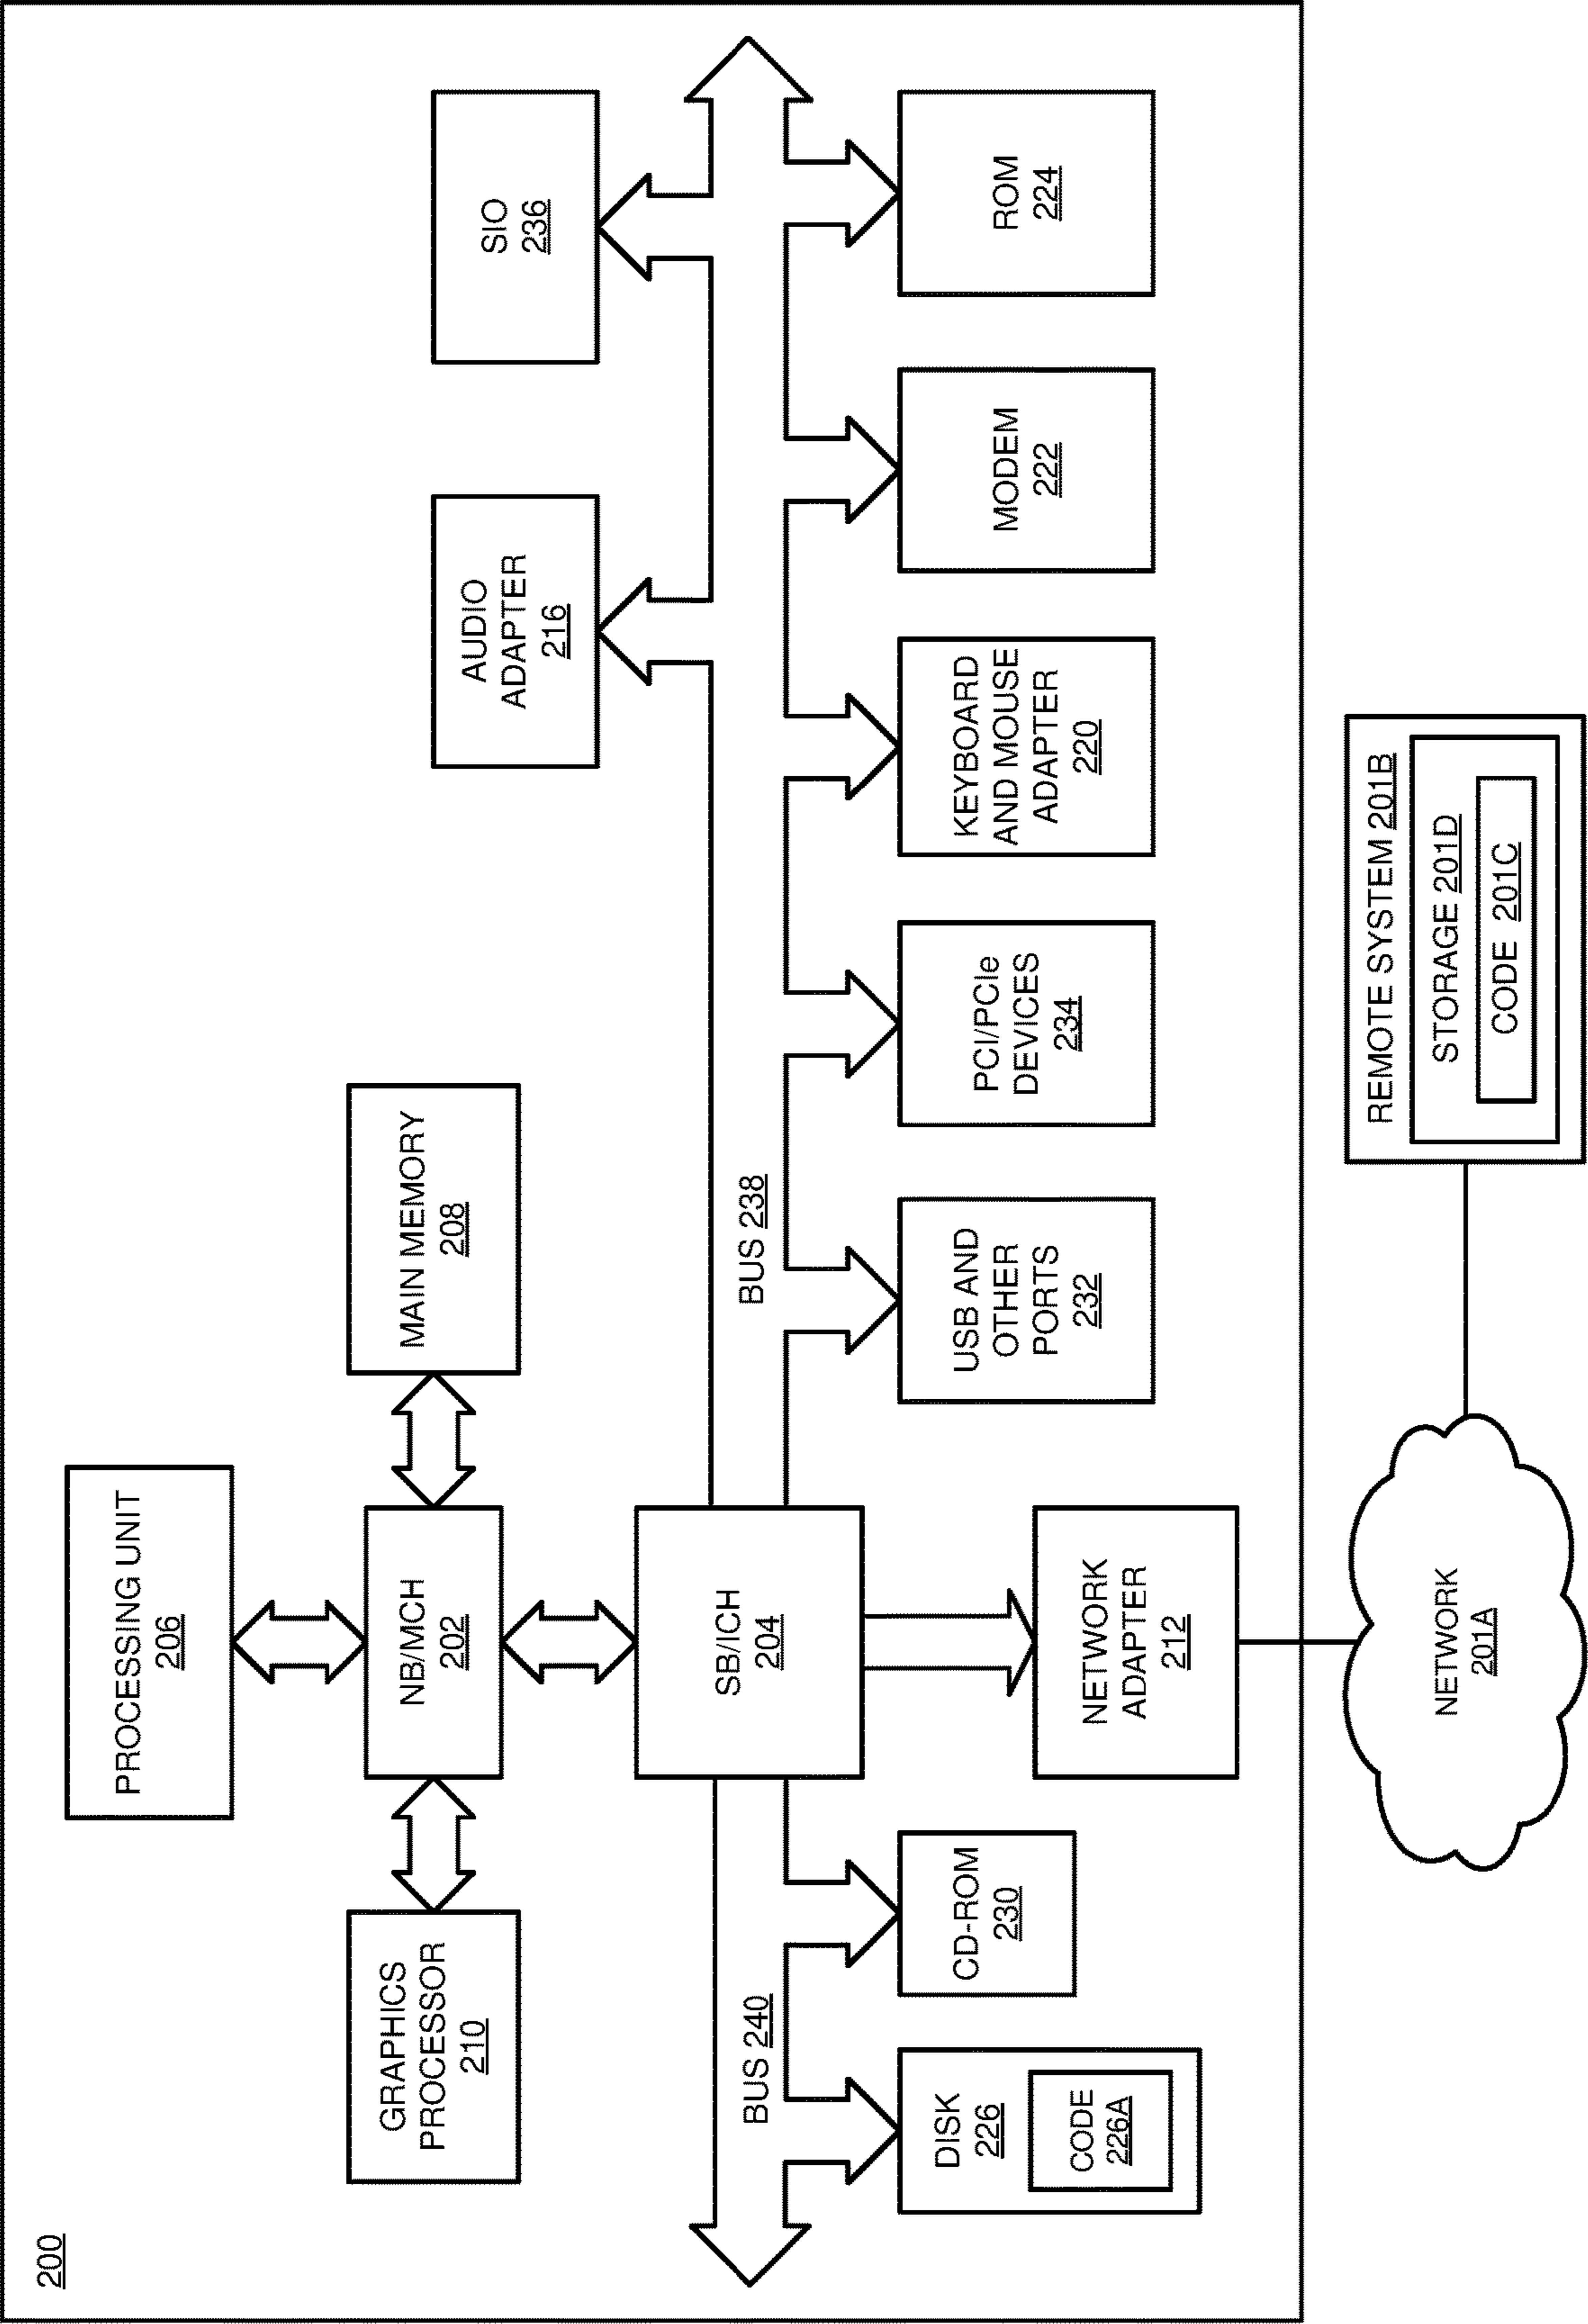 200
PROCESSING UNIT
206
GRAPHICS
PROCESSOR
210
NB/MCH
202
MAIN MEMORY
208
AUDIO
ADAPTER
216
SIO
236
SB/ICH
204
BUS 240
BUS 238
DISK
226
CODE
226A
CD-ROM
230
NETWORK
ADAPTER
212
USB AND
OTHER
PORTS
232
PCI/PCIe
DEVICES
234
KEYBOARD
AND MOUSE
ADAPTER
220
MODEM
222
ROM
224
NETWORK
201A
REMOTE SYSTEM 201B
STORAGE 201D
CODE 201C